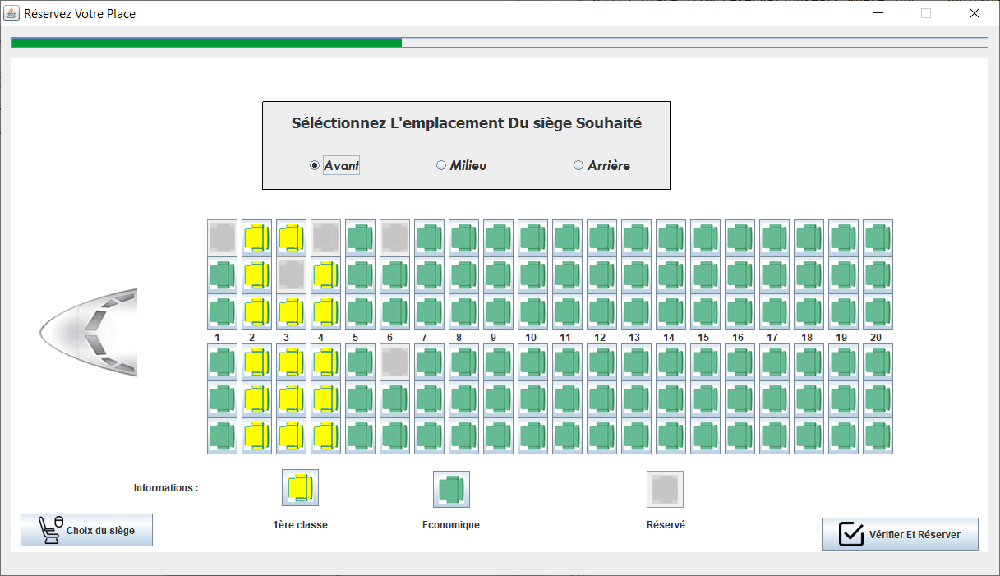 Réservez Votre Place
Séléctionnez L'emplacement Du siège Souhaité
Avant Milieu Arrière
1 2 3 4 5 6 7 8 9 10 11 12 13 14 15 16 17 18 19 20
Informations :
1ère classe Economique Réservé
Choix du siège
Vérifier Et Réserver